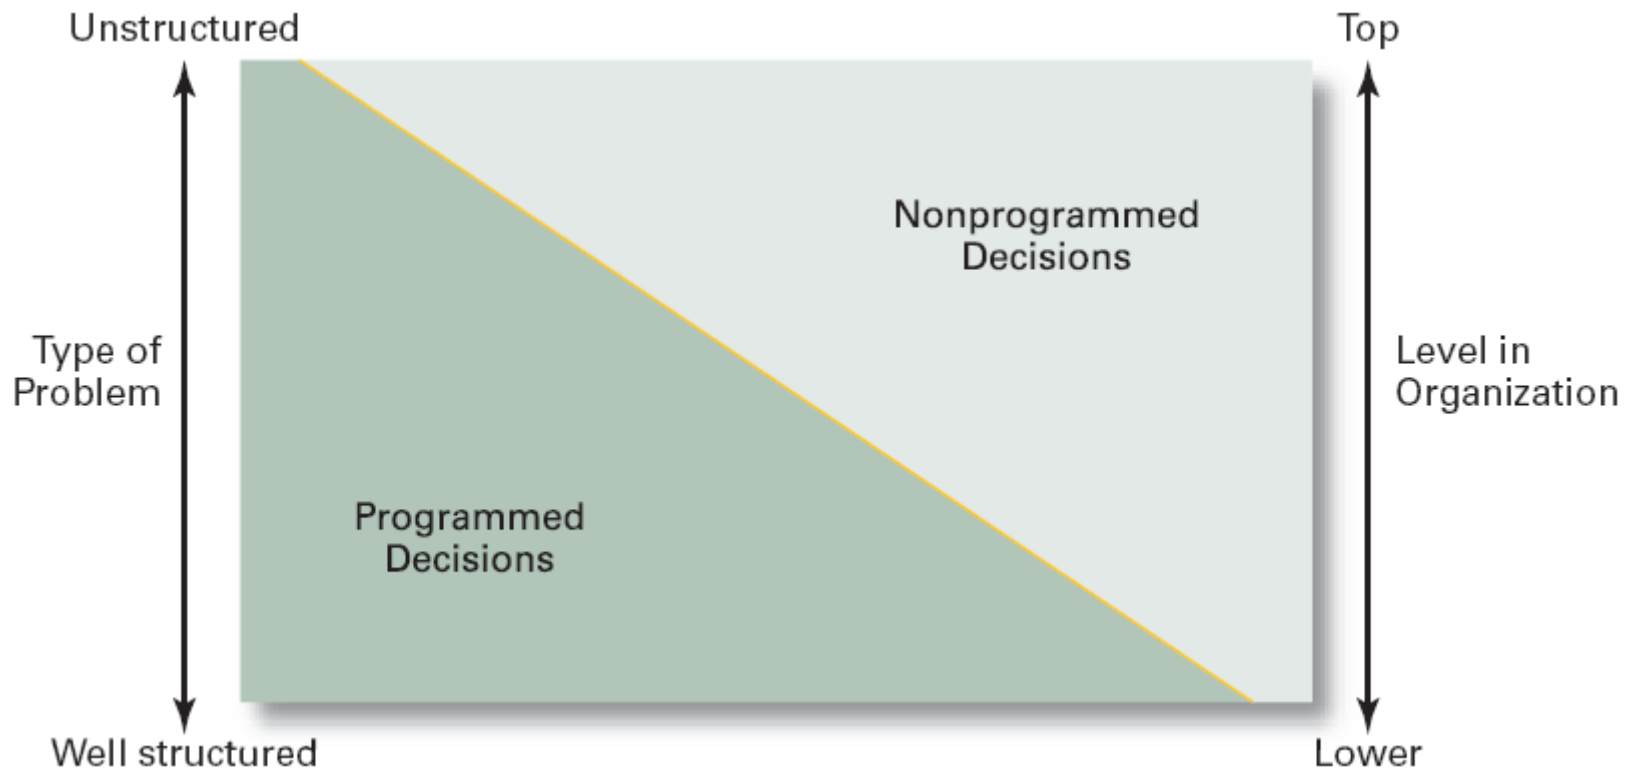 Unstructured
Top
Nonprogrammed
Decisions
Type of
Problem
Level in
Organization
Programmed
Decisions
Well structured
Lower